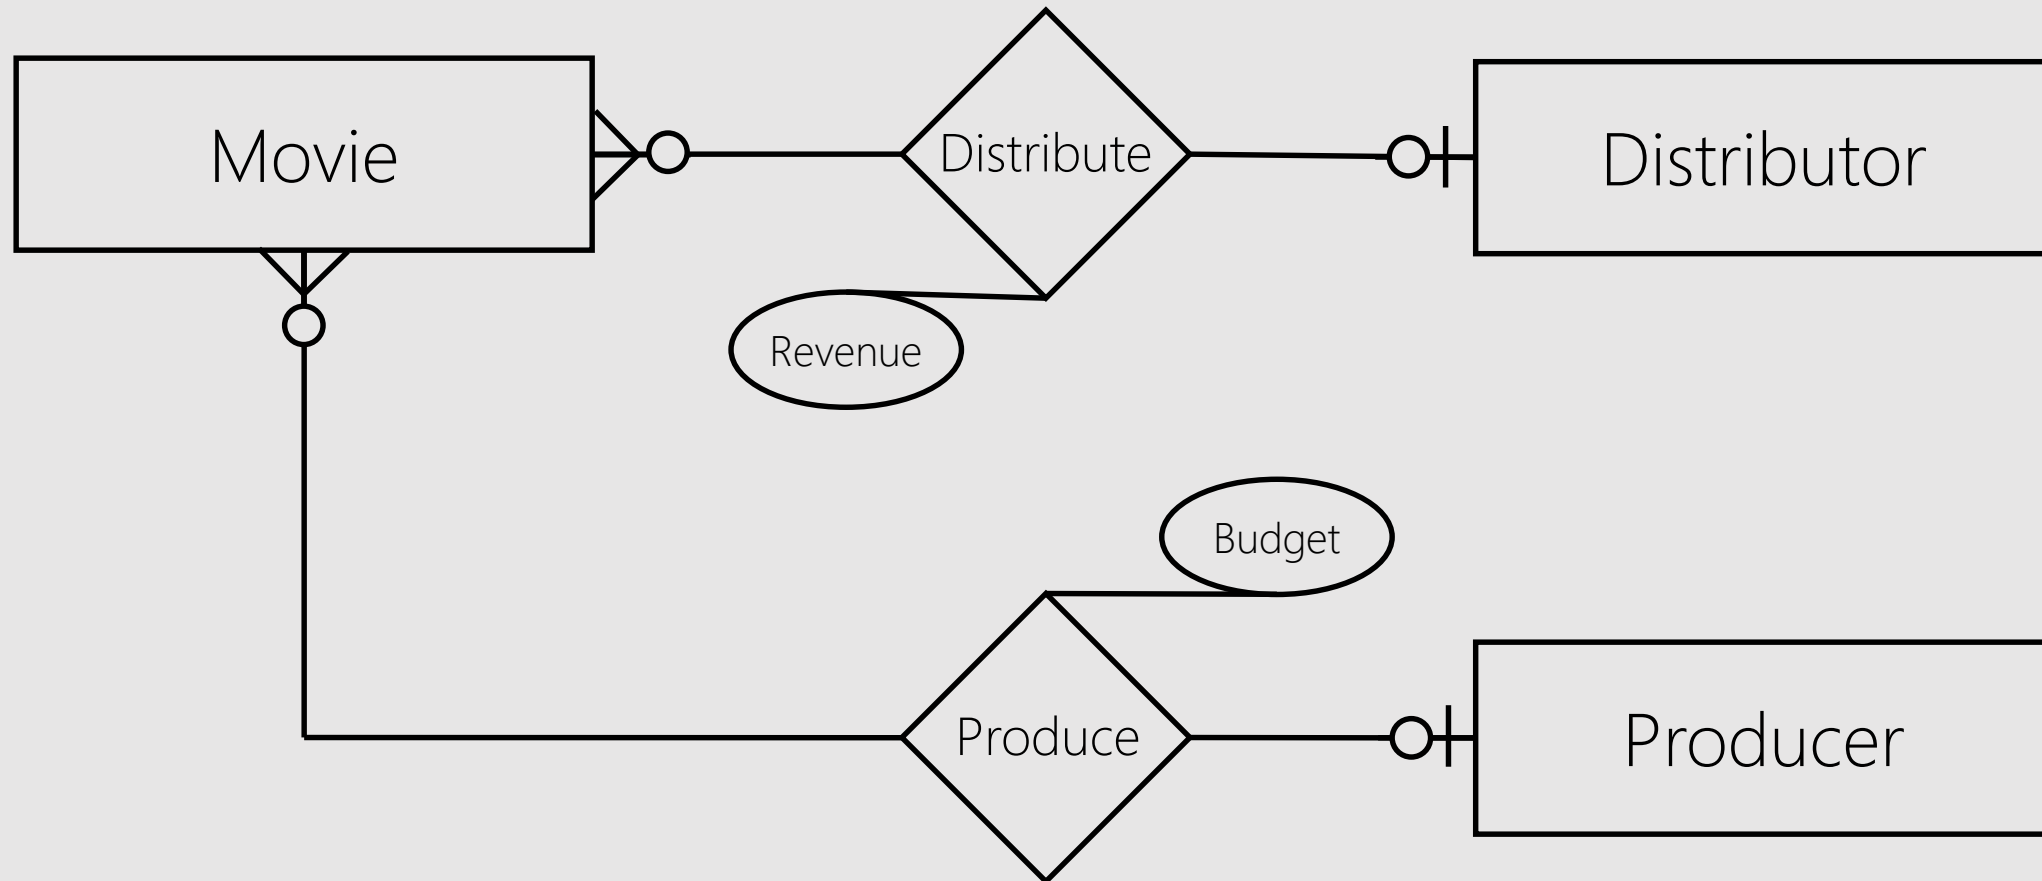 Movie
Distribute
Distributor
Revenue
Budget
Produce
Producer